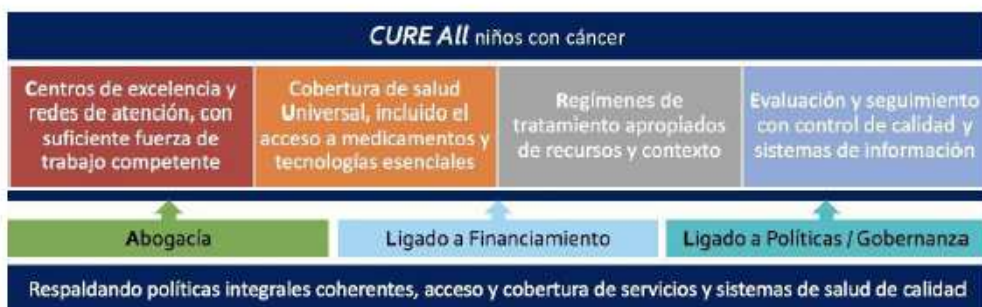 CURE All niños con cáncer
Centros de excelencia y
redes de atención, con
suficiente fuerza de
trabajo competente
Cobertura de salud
Universal, incluido el
acceso a medicamentos y
tecnologías esenciales
Regímenes de
tratamiento apropiados
de recursos y contexto
Evaluación y seguimiento
con control de calidad y
sistemas de información
Abogacía
Ligado a Financiamiento
Ligado a Políticas / Gobernanza
Respaldando políticas integrales coherentes, acceso y cobertura de servicios y sistemas de salud de calidad